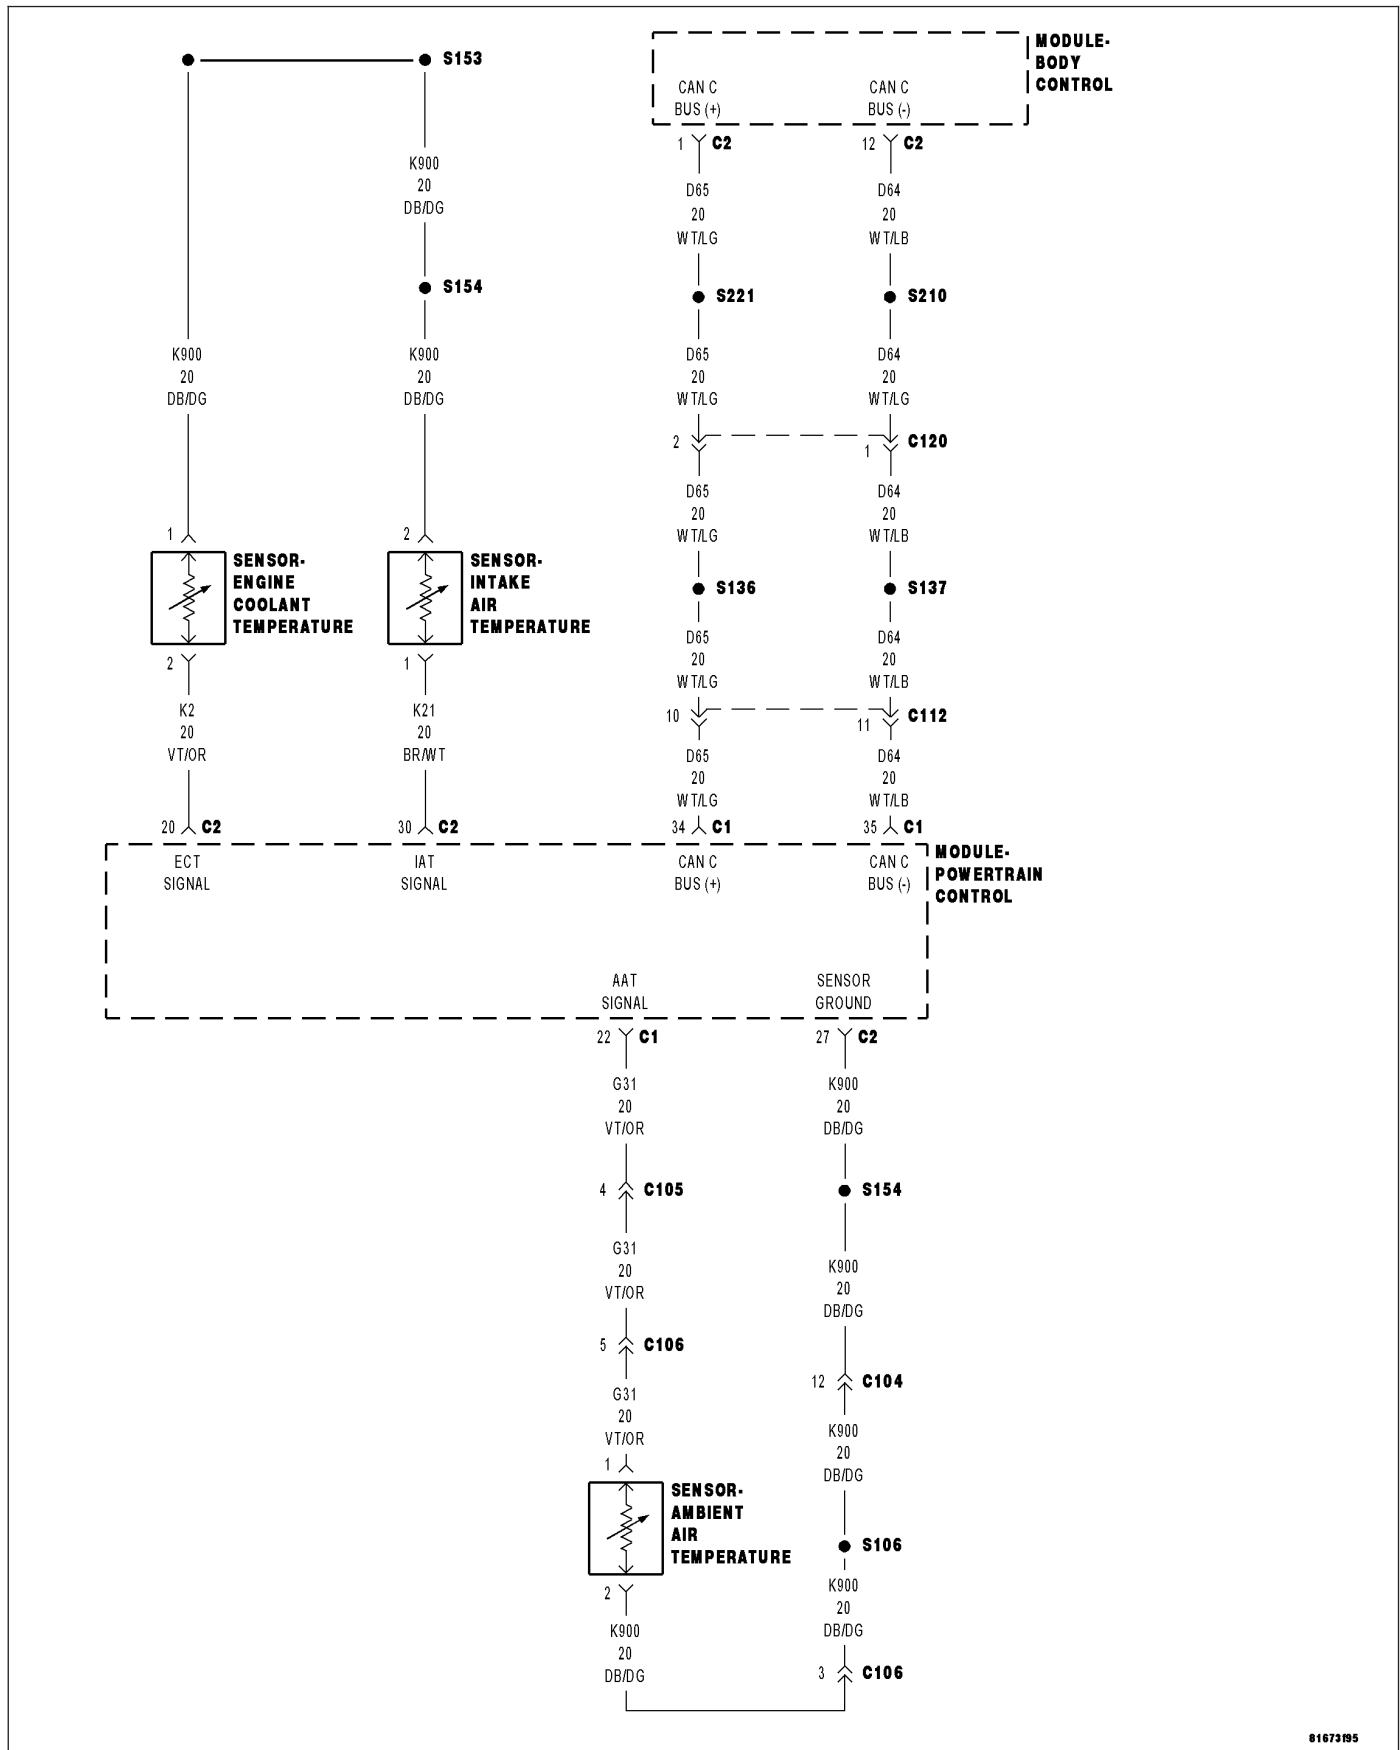 S153
MODULE-
BODY
CONTROL
CAN C
BUS (+)
CAN C
BUS (-)
1 C2
12 C2
K900
20
DB/DG
D65
20
WT/LG
D64
20
WT/LB
S154
S221
S210
K900
20
DB/DG
K900
20
DB/DG
D65
20
WT/LG
D64
20
WT/LG
2
1
C120
D65
20
WT/LG
D64
20
WT/LB
1
2
SENSOR-
ENGINE
COOLANT
TEMPERATURE
SENSOR-
INTAKE
AIR
TEMPERATURE
S136
S137
2
1
D65
20
WT/LG
D64
20
WT/LB
K2
20
VT/OR
K21
20
BR/WT
10
11
C112
D65
20
WT/LG
D64
20
WT/LB
20 C2
30 C2
34 C1
35 C1
ECT
SIGNAL
IAT
SIGNAL
CAN C
BUS (+)
CAN C
BUS (-)
MODULE-
POWERTRAIN
CONTROL
AAT
SIGNAL
SENSOR
GROUND
22 C1
27 C2
G31
20
VT/OR
K900
20
DB/DG
4 C105
S154
G31
20
VT/OR
K900
20
DB/DG
5 C106
12 C104
G31
20
VT/OR
K900
20
DB/DG
1
SENSOR-
AMBIENT
AIR
TEMPERATURE
S106
2
K900
20
DB/DG
K900
20
DB/DG
3 C106
81673f95